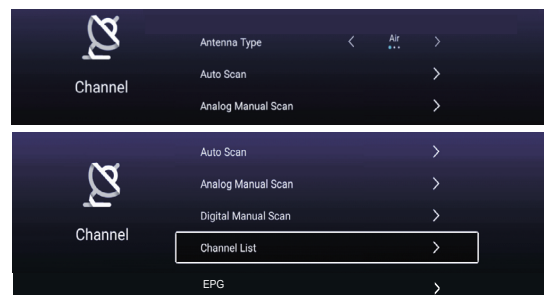 Antenna Type < Air >
Auto Scan >
Channel
Analog Manual Scan >
Auto Scan >
Analog Manual Scan >
Digital Manual Scan >
Channel
Channel List >
EPG >